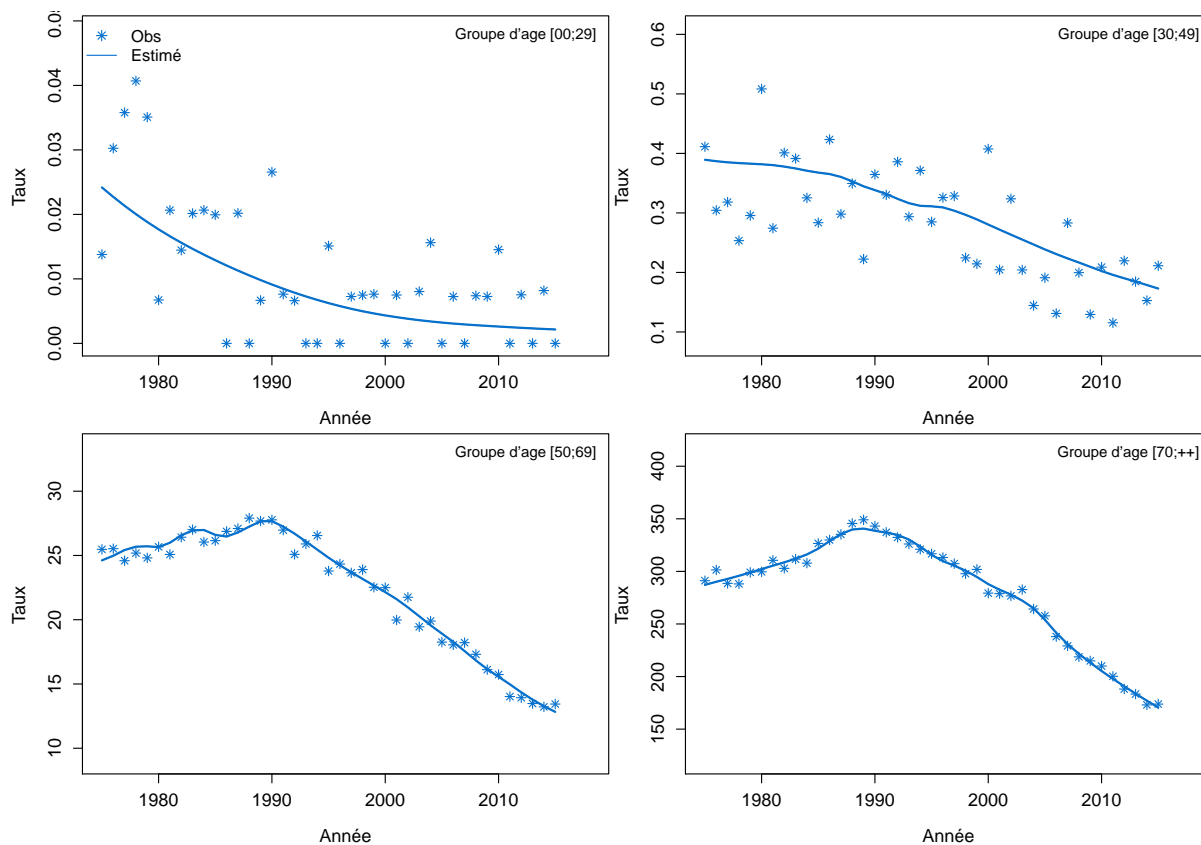 Groupe d'age [00;29]
Obs
Estimé
Taux
0.00
0.01
0.02
0.03
0.04
0.05
1980
1990
2000
2010
Année
Groupe d'age [30;49]
Taux
0.1
0.2
0.3
0.4
0.5
0.6
1980
1990
2000
2010
Année
Groupe d'age [50;69]
Taux
10
15
20
25
30
1980
1990
2000
2010
Année
Groupe d'age [70;++]
Taux
150
200
250
300
350
400
1980
1990
2000
2010
Année